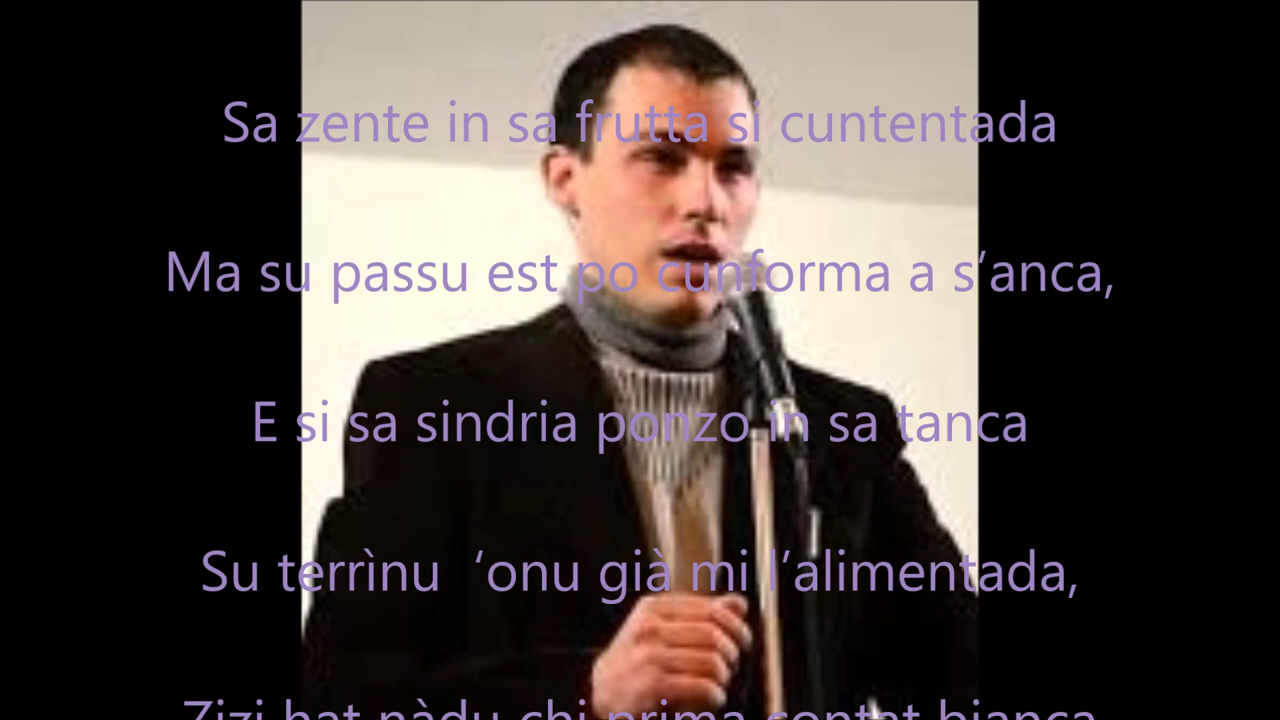 Sa zente in sa frutta si cuntentada
Ma su passu est po cunforma a s’anca,
E si sa sindria ponzo in sa tanca
Su terrìnu ‘onu già mi l’alimentada,
Zizi hat nàdu chi prima contat bianca